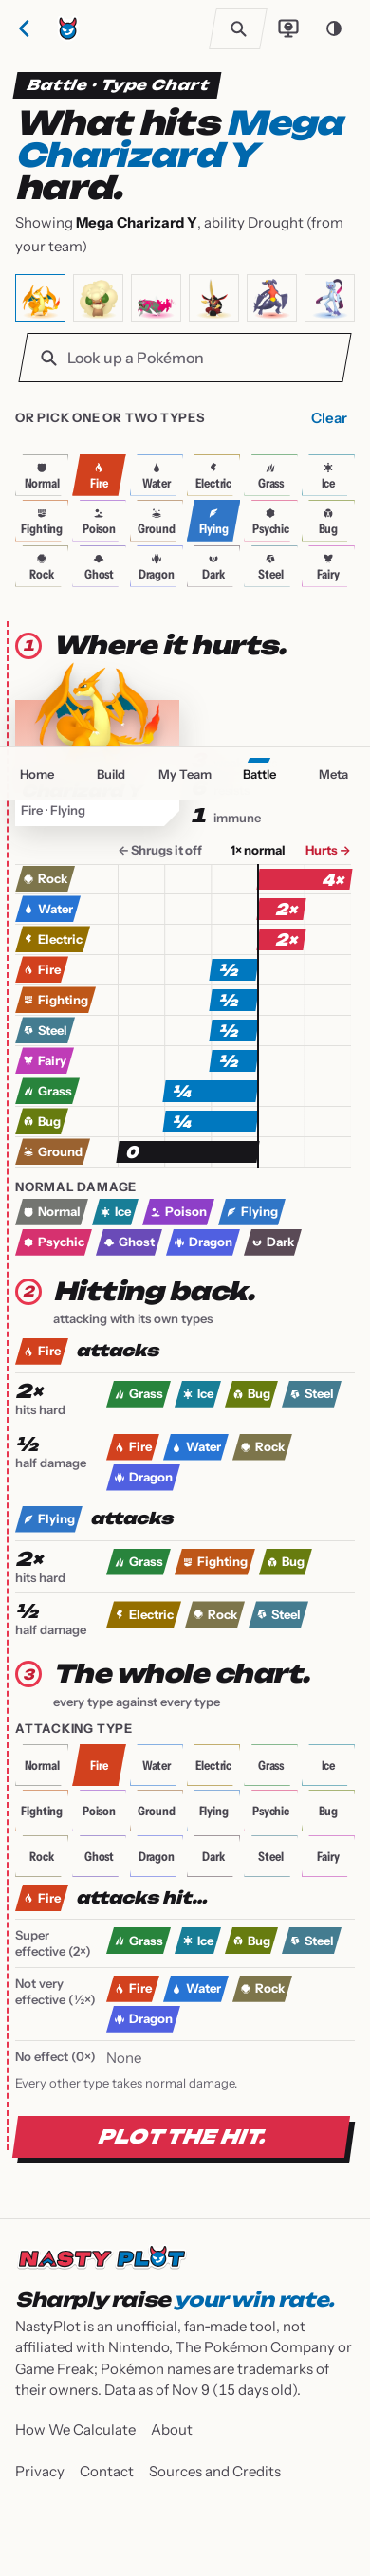 Battle · Type Chart
What hits Mega
Charizard Y
hard.
Showing Mega Charizard Y, ability Drought (from
your team)
Look up a Pokémon
OR PICK ONE OR TWO TYPES Clear
Normal Fire Water Electric Grass Ice
Fighting Poison Ground Flying Psychic Bug
Rock Ghost Dragon Dark Steel Fairy
1 Where it hurts.
Home Build My Team Battle Meta
Fire · Flying
1 immune
← Shrugs it off 1× normal Hurts →
Rock 4×
Water 2×
Electric 2×
Fire ½
Fighting ½
Steel ½
Fairy ½
Grass ¼
Bug ¼
Ground 0
NORMAL DAMAGE
Normal Ice Poison Flying
Psychic Ghost Dragon Dark
2 Hitting back.
attacking with its own types
Fire attacks
2× Grass Ice Bug Steel
hits hard
½ Fire Water Rock
half damage
Dragon
Flying attacks
2× Grass Fighting Bug
hits hard
½ Electric Rock Steel
half damage
3 The whole chart.
every type against every type
ATTACKING TYPE
Normal Fire Water Electric Grass Ice
Fighting Poison Ground Flying Psychic Bug
Rock Ghost Dragon Dark Steel Fairy
Fire attacks hit...
Super
effective (2×) Grass Ice Bug Steel
Not very
effective (½×) Fire Water Rock
Dragon
No effect (0×) None
Every other type takes normal damage.
PLOT THE HIT.
NASTY PLOT
Sharply raise your win rate.
NastyPlot is an unofficial, fan-made tool, not
affiliated with Nintendo, The Pokémon Company or
Game Freak; Pokémon names are trademarks of
their owners. Data as of Nov 9 (15 days old).
How We Calculate About
Privacy Contact Sources and Credits